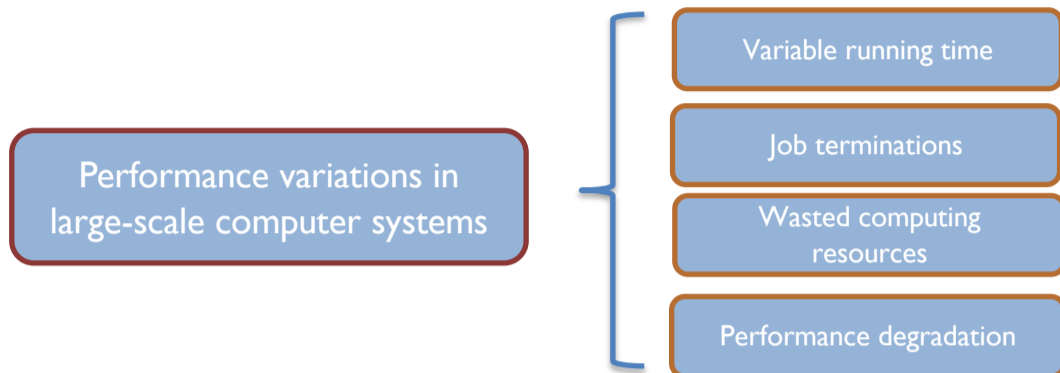 Performance variations in
large-scale computer systems
Variable running time
Job terminations
Wasted computing
resources
Performance degradation